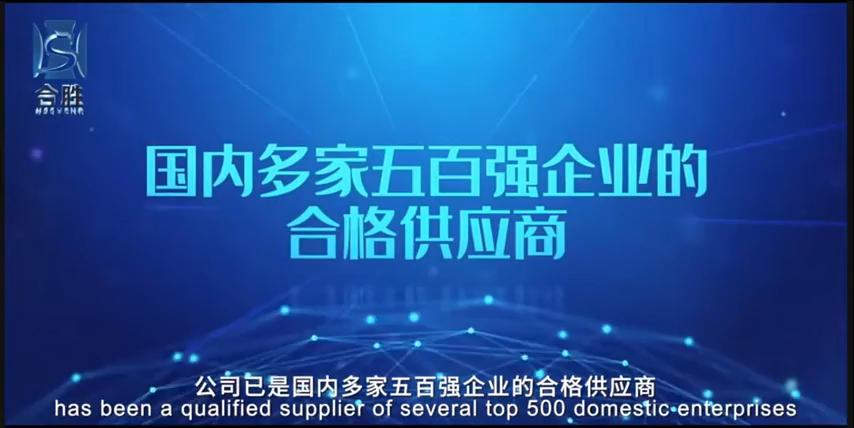 合胜
国内多家五百强企业的
合格供应商
公司已是国内多家五百强企业的合格供应商
has been a qualified supplier of several top 500 domestic enterprises